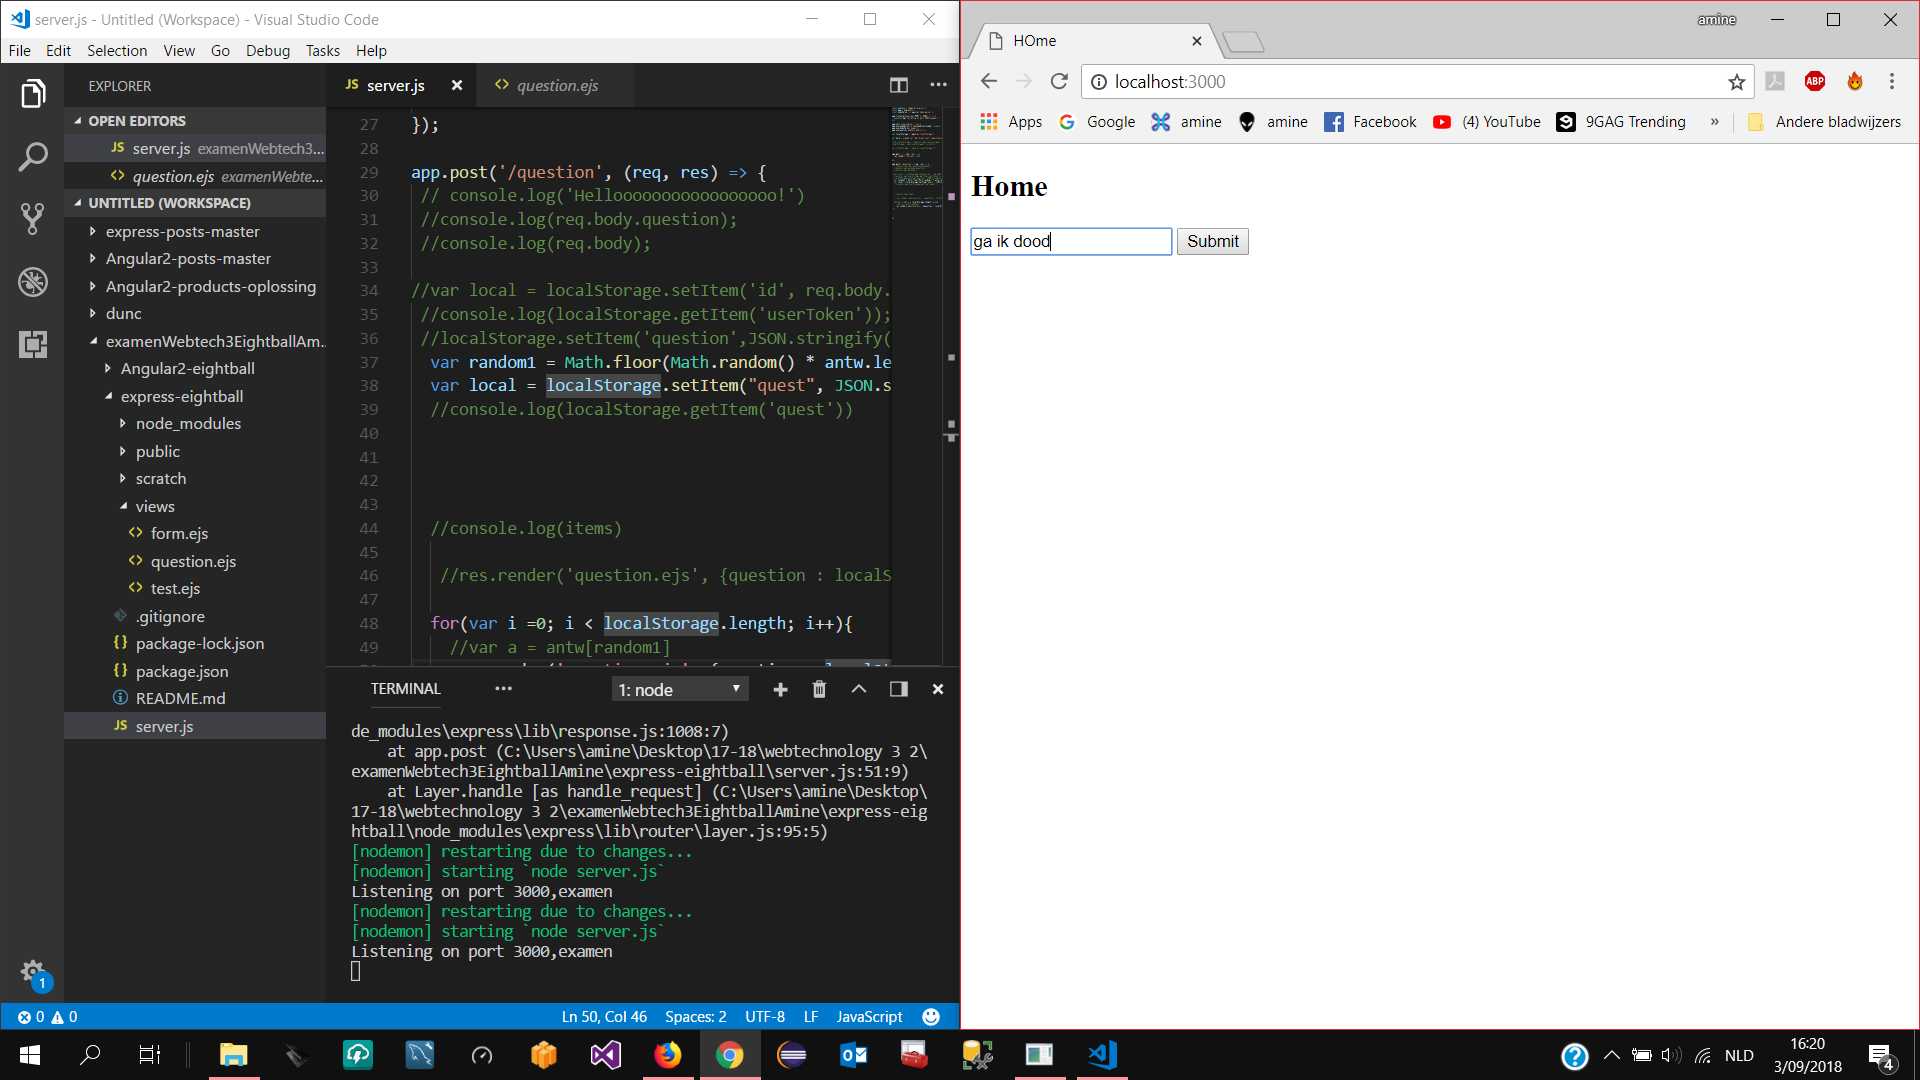 server.js - Untitled (Workspace) - Visual Studio Code
File Edit Selection View Go Debug Tasks Help
EXPLORER
OPEN EDITORS
JS server.js examenWebtech3...
<> question.ejs examenWebte...
UNTITLED (WORKSPACE)
express-posts-master
Angular2-posts-master
Angular2-products-oplossing
dunc
examenWebtech3EightballAm...
Angular2-eightball
express-eightball
node_modules
public
scratch
views
<> form.ejs
<> question.ejs
<> test.ejs
.gitignore
{} package-lock.json
{} package.json
README.md
JS server.js
1
JS server.js
<> question.ejs
27 });
28
29 app.post('/question', (req, res) => {
30 // console.log('Hellooooooooooooooooo!')
31 //console.log(req.body.question);
32 //console.log(req.body);
33
34 //var local = localStorage.setItem('id', req.body.
35 //console.log(localStorage.getItem('userToken'));
36 //localStorage.setItem('question',JSON.stringify(
37 var random1 = Math.floor(Math.random() * antw.le
38 var local = localStorage.setItem("quest", JSON.s
39 //console.log(localStorage.getItem('quest'))
40
41
42
43
44 //console.log(items)
45
46 //res.render('question.ejs', {question : localS
47
48 for(var i =0; i < localStorage.length; i++){
49 //var a = antw[random1]
TERMINAL
1: node
de_modules\express\lib\response.js:1008:7)
at app.post (C:\Users\amine\Desktop\17-18\webtechnology 3 2\
examenWebtech3EightballAmine\express-eightball\server.js:51:9)
at Layer.handle [as handle_request] (C:\Users\amine\Desktop\
17-18\webtechnology 3 2\examenWebtech3EightballAmine\express-eig
htball\node_modules\express\lib\router\layer.js:95:5)
[nodemon] restarting due to changes...
[nodemon] starting `node server.js`
Listening on port 3000,examen
[nodemon] restarting due to changes...
[nodemon] starting `node server.js`
Listening on port 3000,examen
0 0
Ln 50, Col 46 Spaces: 2 UTF-8 LF JavaScript
amine
HOme
localhost:3000
ABP
Apps Google amine amine Facebook (4) YouTube 9GAG Trending » Andere bladwijzers
Home
ga ik dood Submit
NLD
16:20
3/09/2018
4